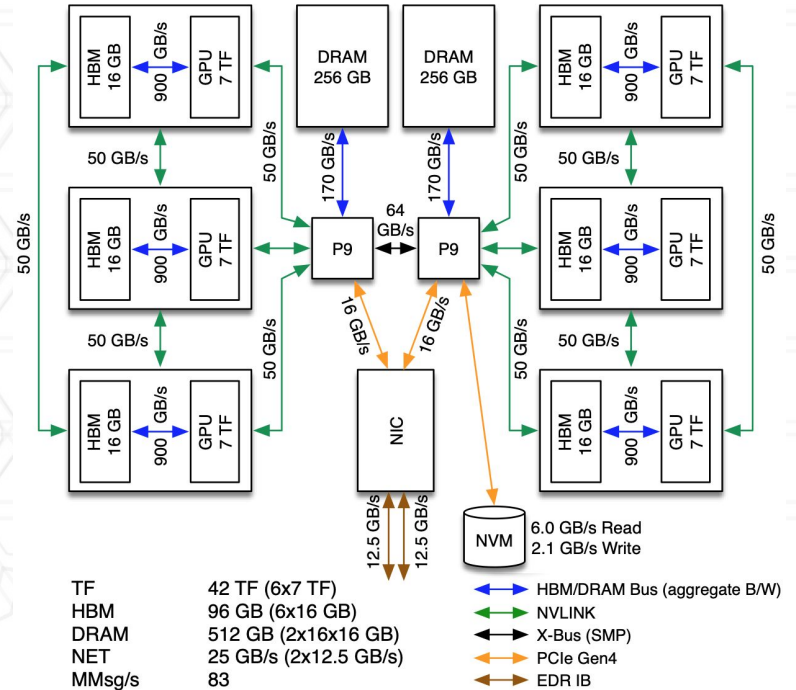 HBM
16 GB
900 GB/s
GPU
7 TF
DRAM
256 GB
DRAM
256 GB
HBM
16 GB
900 GB/s
GPU
7 TF
50 GB/s
50 GB/s
170 GB/s
170 GB/s
50 GB/s
50 GB/s
50 GB/s
HBM
16 GB
900 GB/s
GPU
7 TF
P9
64
GB/s
P9
HBM
16 GB
900 GB/s
GPU
7 TF
50 GB/s
50 GB/s
50 GB/s
16 GB/s
16 GB/s
50 GB/s
50 GB/s
HBM
16 GB
900 GB/s
GPU
7 TF
NIC
HBM
16 GB
900 GB/s
GPU
7 TF
12.5 GB/s
12.5 GB/s
NVM
6.0 GB/s Read
2.1 GB/s Write
TF 42 TF (6x7 TF)
HBM 96 GB (6x16 GB)
DRAM 512 GB (2x16x16 GB)
NET 25 GB/s (2x12.5 GB/s)
MMsg/s 83
HBM/DRAM Bus (aggregate B/W)
NVLINK
X-Bus (SMP)
PCIe Gen4
EDR IB